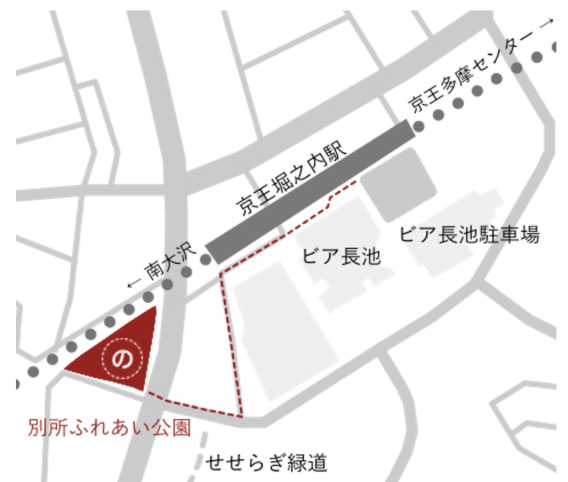 京王多摩センター →
京王堀之内駅
ビア長池駐車場
ビア長池
← 南大沢
の
別所ふれあい公園
せせらぎ緑道